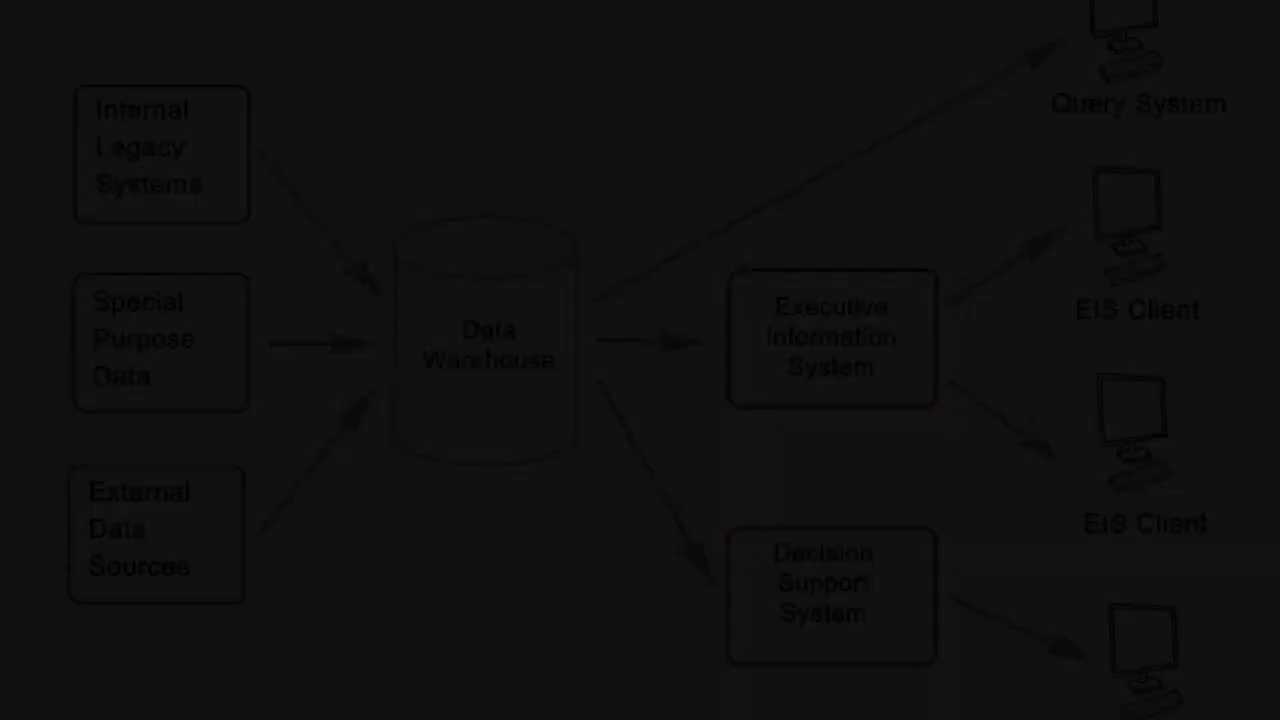 Internal
Legacy
Systems
Special
Purpose
Data
External
Data
Sources
Data
Warehouse
Executive
Information
System
Decision
Support
System
Query System
EIS Client
EIS Client